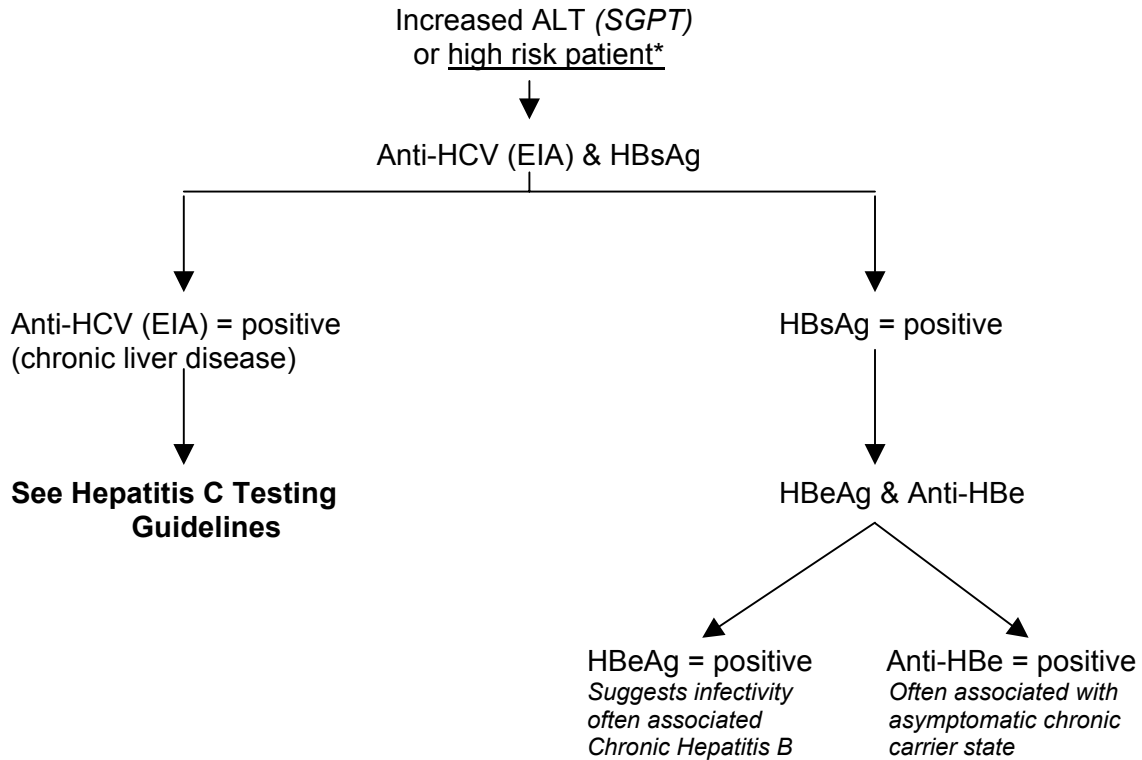 Increased ALT (SGPT)
or high risk patient*
Anti-HCV (EIA) & HBsAg
Anti-HCV (EIA) = positive
(chronic liver disease)
HBsAg = positive
See Hepatitis C Testing
Guidelines
HBeAg & Anti-HBe
HBeAg = positive
Suggests infectivity
often associated
Chronic Hepatitis B
Anti-HBe = positive
Often associated with
asymptomatic chronic
carrier state